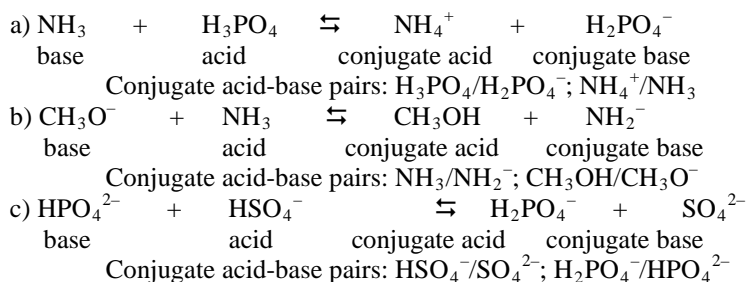 a) NH₃ + H₃PO₄ ⇆ NH₄⁺ + H₂PO₄⁻
base acid conjugate acid conjugate base
Conjugate acid-base pairs: H₃PO₄/H₂PO₄⁻; NH₄⁺/NH₃
b) CH₃O⁻ + NH₃ ⇆ CH₃OH + NH₂⁻
base acid conjugate acid conjugate base
Conjugate acid-base pairs: NH₃/NH₂⁻; CH₃OH/CH₃O⁻
c) HPO₄²⁻ + HSO₄⁻ ⇆ H₂PO₄⁻ + SO₄²⁻
base acid conjugate acid conjugate base
Conjugate acid-base pairs: HSO₄⁻/SO₄²⁻; H₂PO₄⁻/HPO₄²⁻